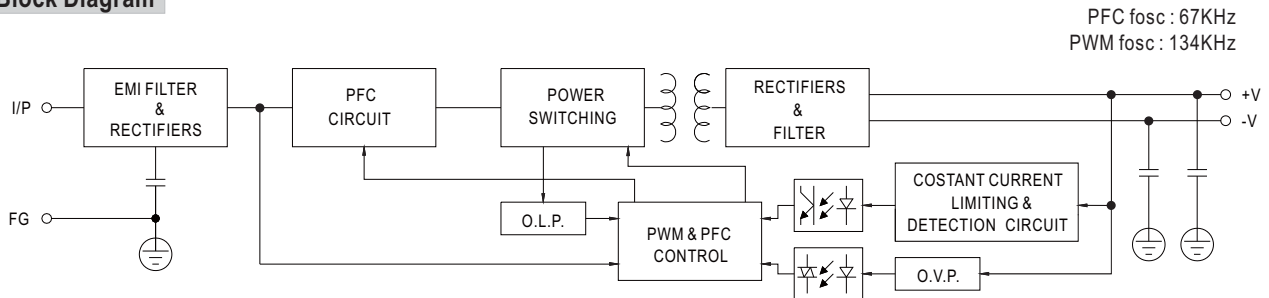 Block Diagram
PFC fosc : 67KHz
PWM fosc : 134KHz
I/P
EMI FILTER
&
RECTIFIERS
PFC
CIRCUIT
POWER
SWITCHING
RECTIFIERS
&
FILTER
+V
-V
FG
O.L.P.
PWM & PFC
CONTROL
COSTANT CURRENT
LIMITING &
DETECTION CIRCUIT
O.V.P.